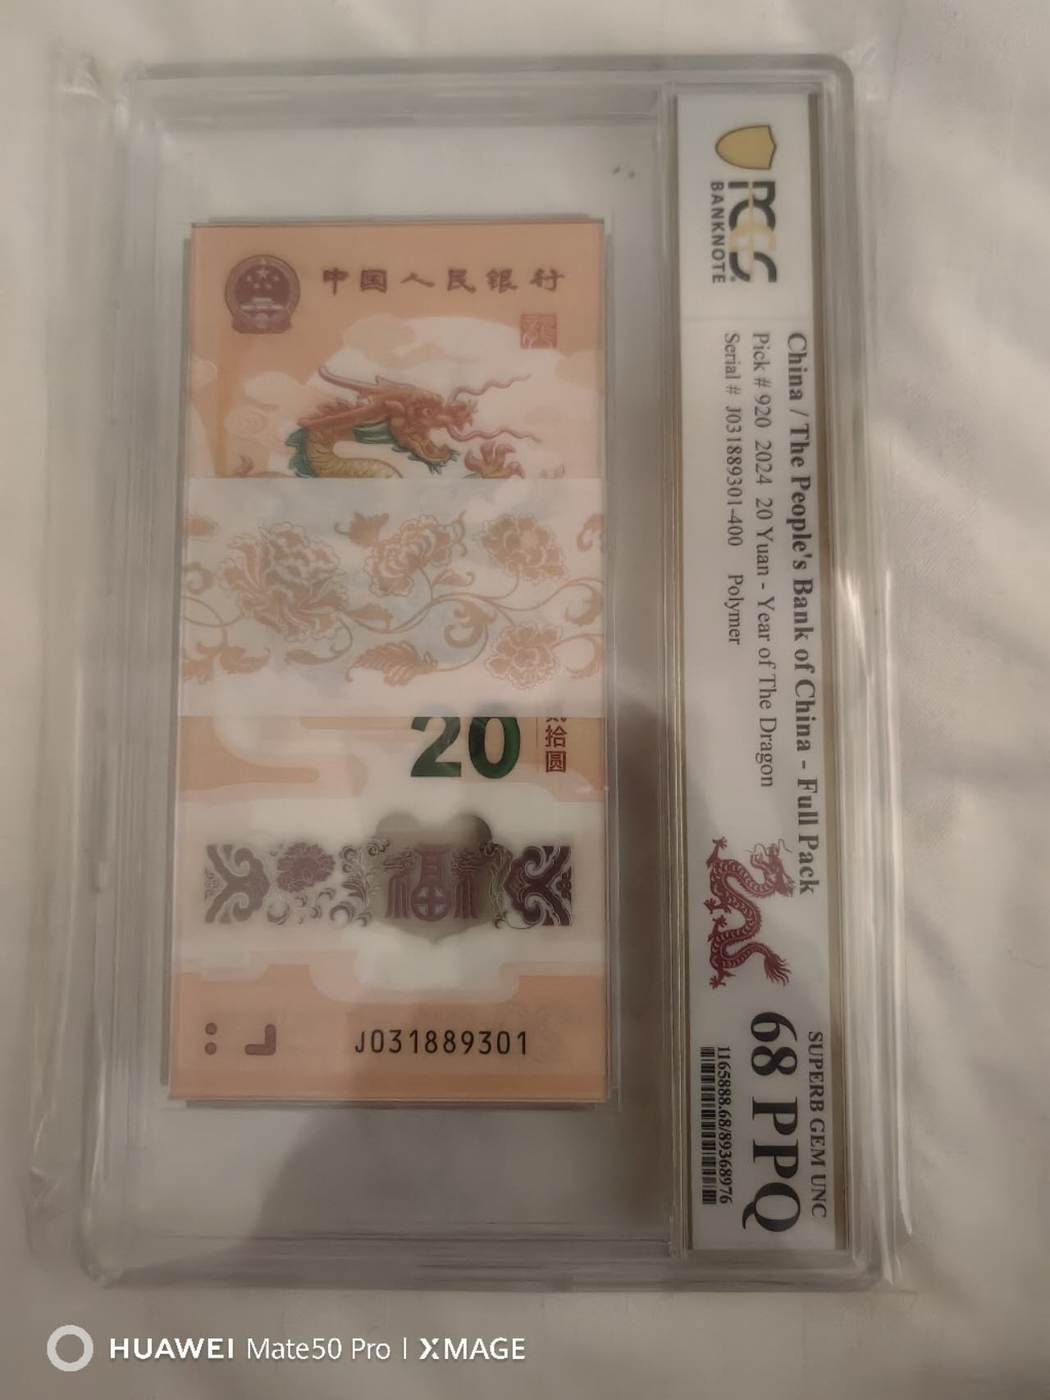 中国人民银行
20
拾圆
J031889301
PCGS
BANKNOTE
China / The People's Bank of China - Full Pack
Pick # 920 2024 20 Yuan - Year of The Dragon
Serial # J031889301-400 Polymer
SUPERB GEM UNC
68 PPQ
1165888.68/89368976
HUAWEI Mate50 Pro | XMAGE